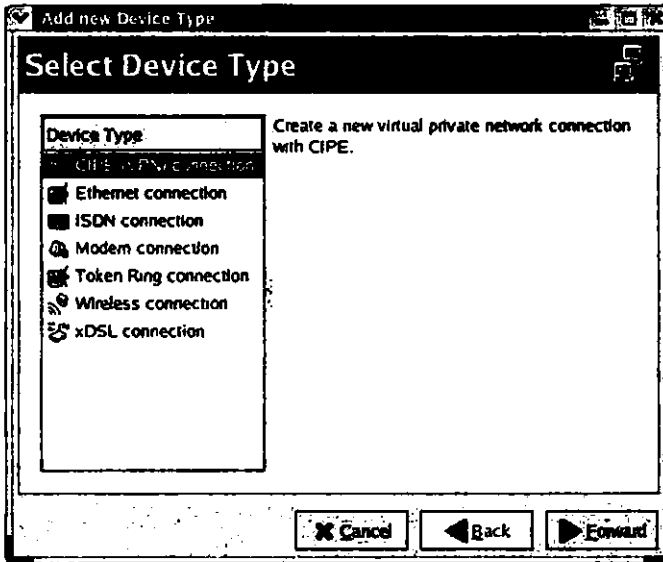 Add new Device Type
Select Device Type
Device Type
CIPE (VPN) connection
Ethernet connection
ISDN connection
Modem connection
Token Ring connection
Wireless connection
xDSL connection
Create a new virtual private network connection
with CIPE.
Cancel
Back
Forward